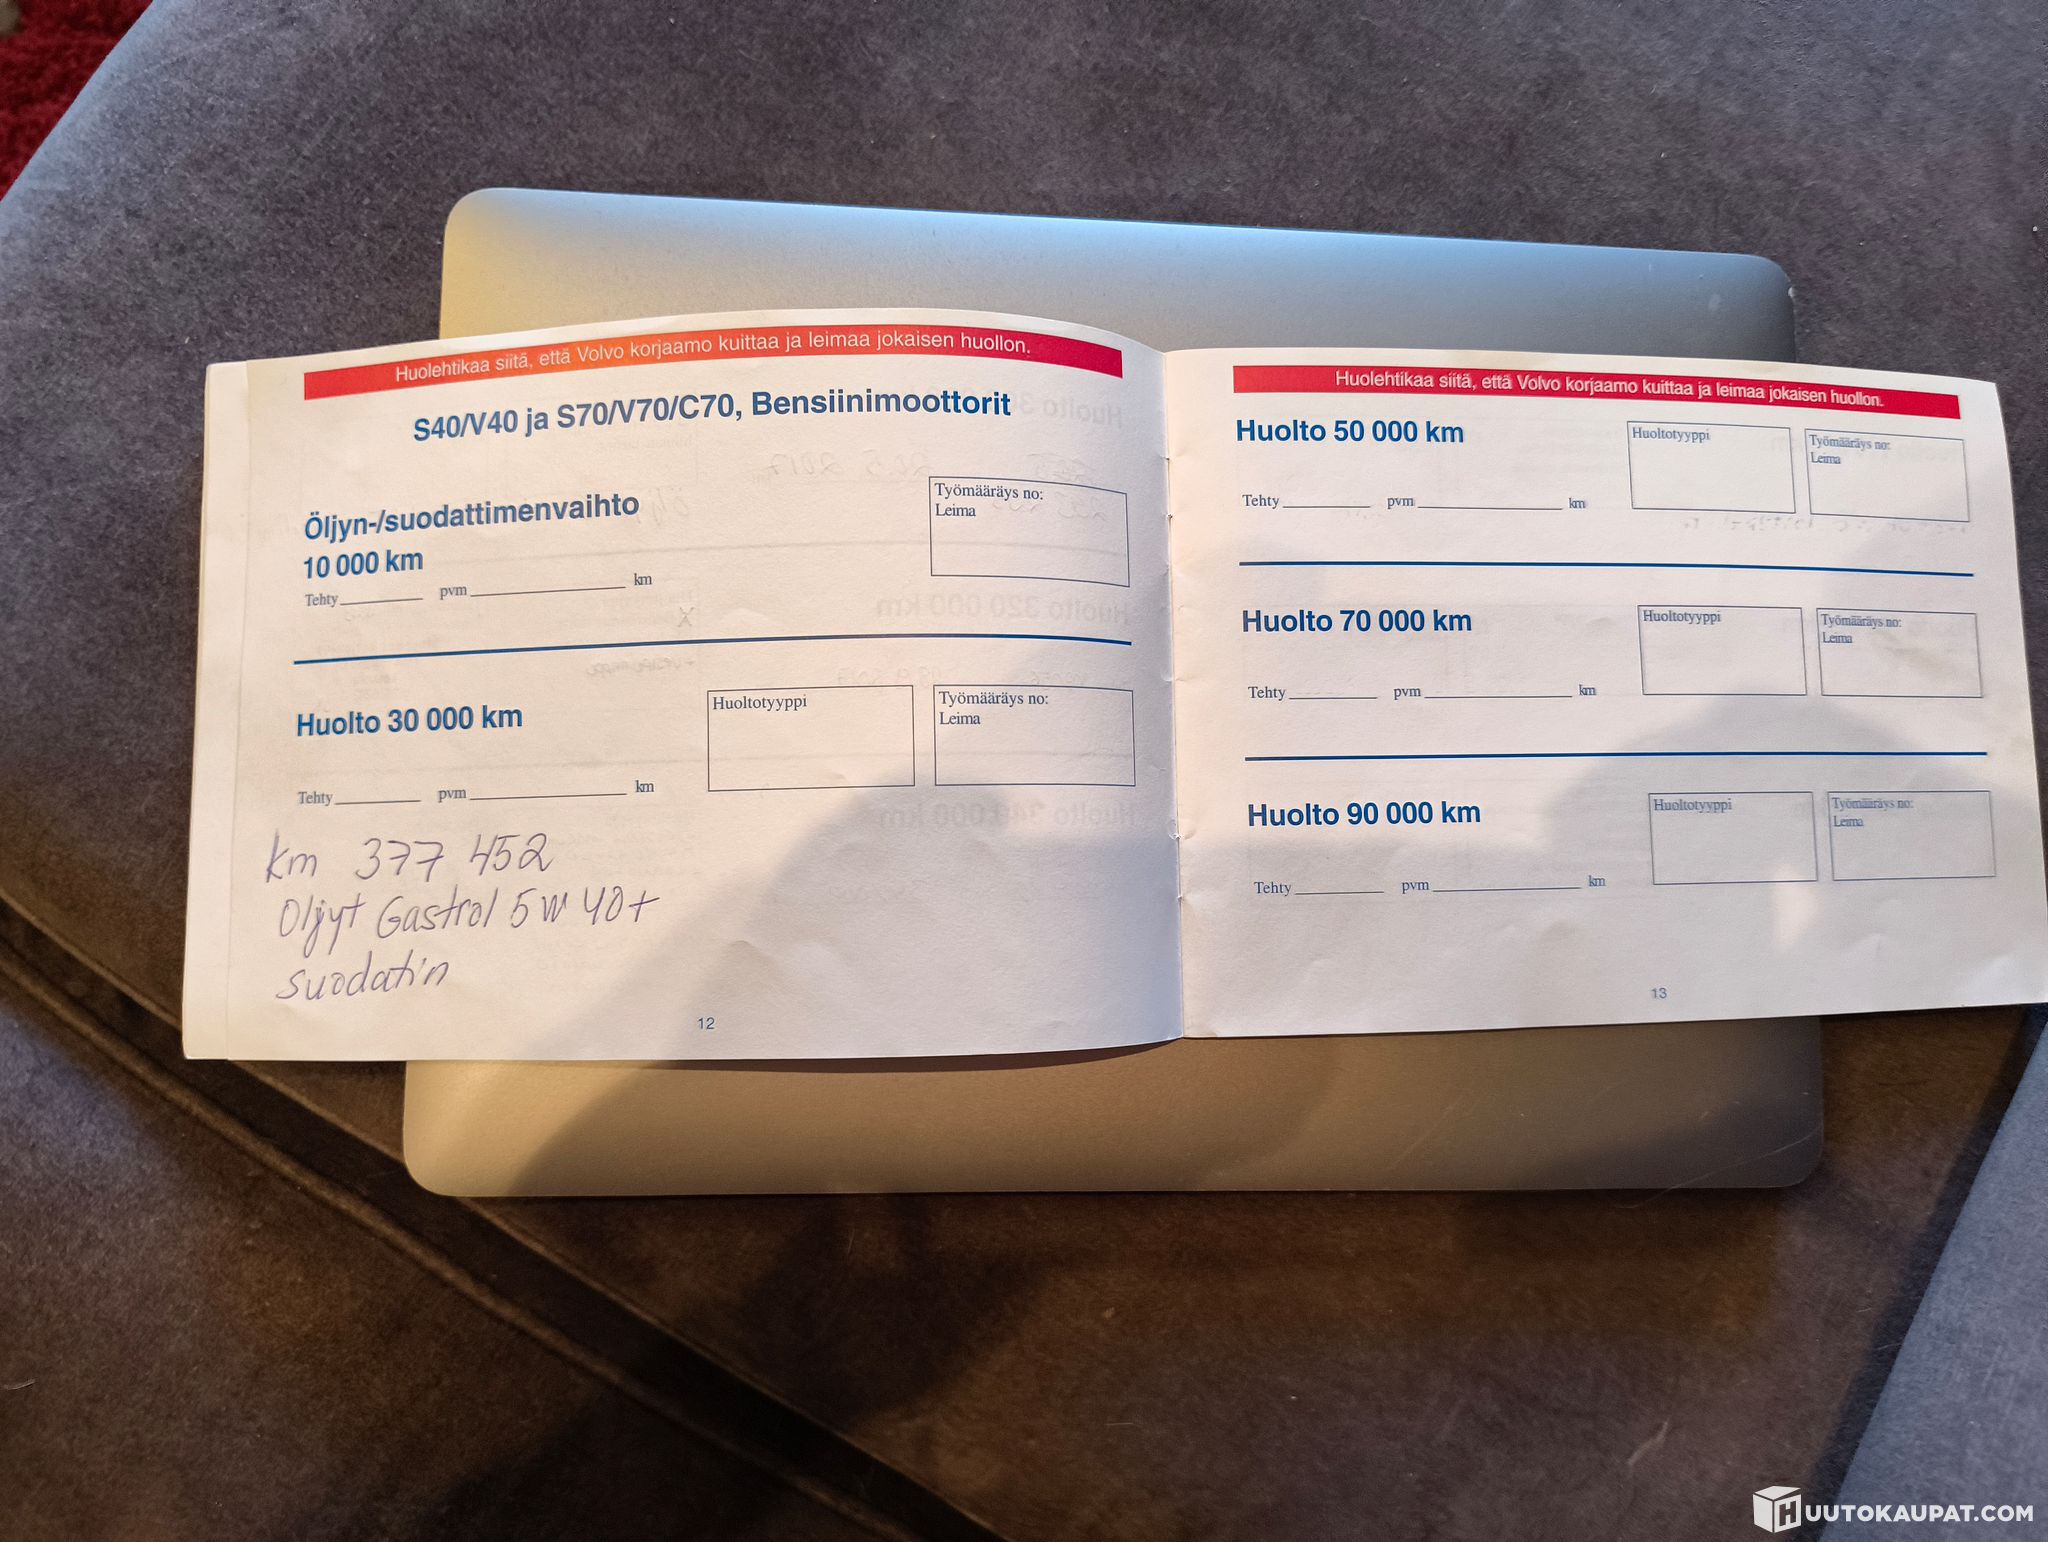 Huolehtikaa siitä, että Volvo korjaamo kuittaa ja leimaa jokaisen huollon.
S40/V40 ja S70/V70/C70, Bensiinimoottorit
Öljyn-/suodattimenvaihto
10 000 km
Tehty pvm km
Työmääräys no:
Leima
Huolto 30 000 km
Huoltotyyppi
Työmääräys no:
Leima
Tehty pvm km
km 377 452
Oljyt Gastrol 5W40+
suodatin
12
Huolehtikaa siitä, että Volvo korjaamo kuittaa ja leimaa jokaisen huollon.
Huolto 50 000 km
Huoltotyyppi
Työmääräys no:
Leima
Tehty pvm km
Huolto 70 000 km
Huoltotyyppi
Työmääräys no:
Leima
Tehty pvm km
Huolto 90 000 km
Huoltotyyppi
Työmääräys no:
Leima
Tehty pvm km
13
HUUTOKAUPAT.COM